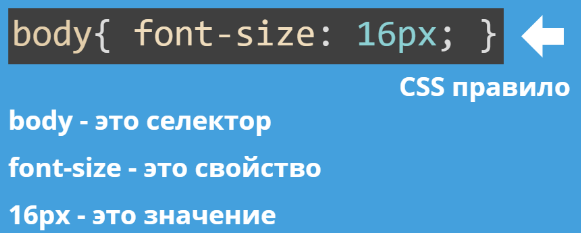 body{ font-size: 16px; }
CSS правило
body - это селектор
font-size - это свойство
16px - это значение